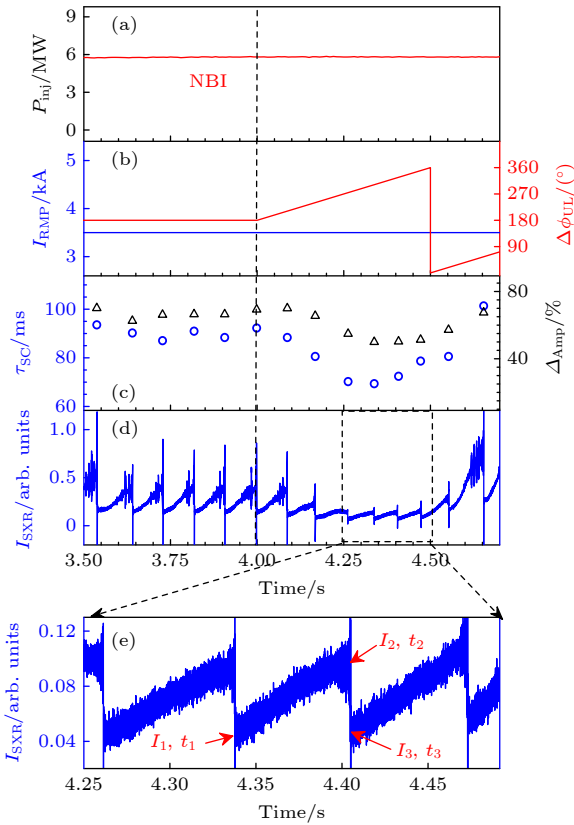 (a)
P_inj/MW
9
6
3
0
NBI
(b)
I_RMP/kA
5
4
3
360
270
180
90
Δϕ_UL/(°)
(c)
τ_SC/ms
100
80
60
80
40
Δ_Amp/%
(d)
I_SXR/arb. units
1.0
0.5
0
3.50 3.75 4.00 4.25 4.50
Time/s
(e)
I_SXR/arb. units
0.12
0.08
0.04
I_2, t_2
I_1, t_1
I_3, t_3
4.25 4.30 4.35 4.40 4.45
Time/s